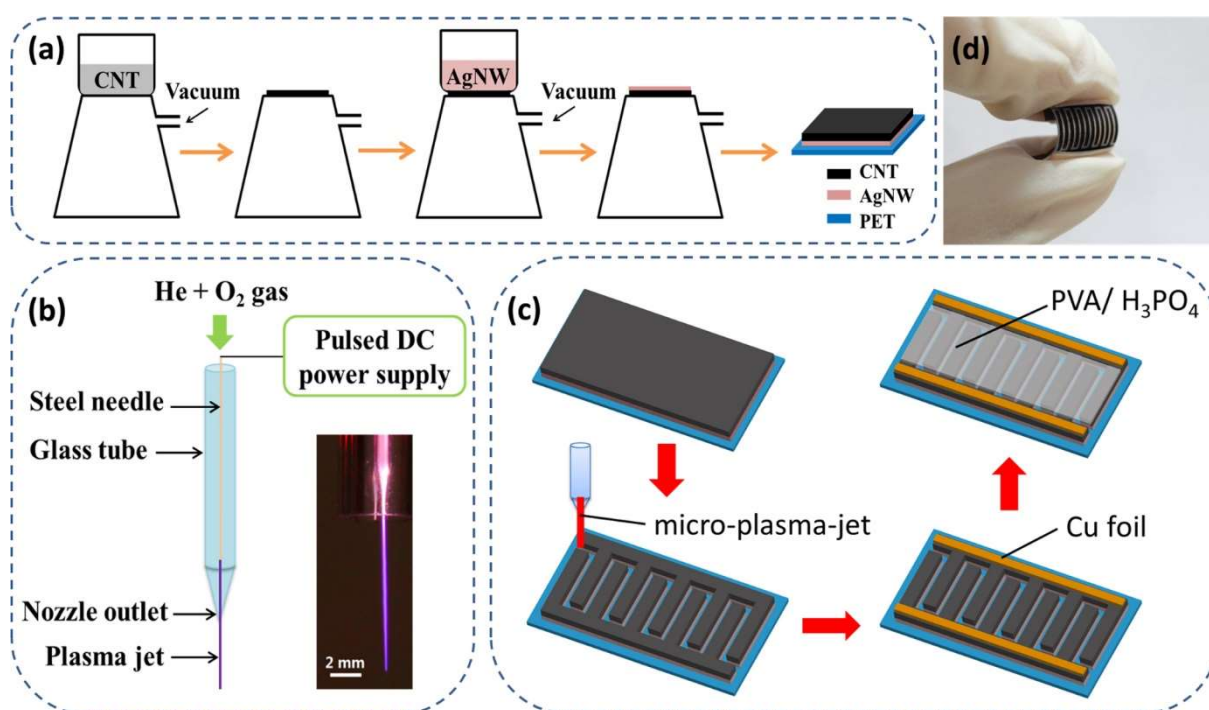 (a)
CNT
Vacuum
AgNW
Vacuum
CNT
AgNW
PET
(d)
(b)
He + O₂ gas
Pulsed DC
power supply
Steel needle
Glass tube
Nozzle outlet
Plasma jet
2 mm
(c)
PVA/ H₃PO₄
micro-plasma-jet
Cu foil